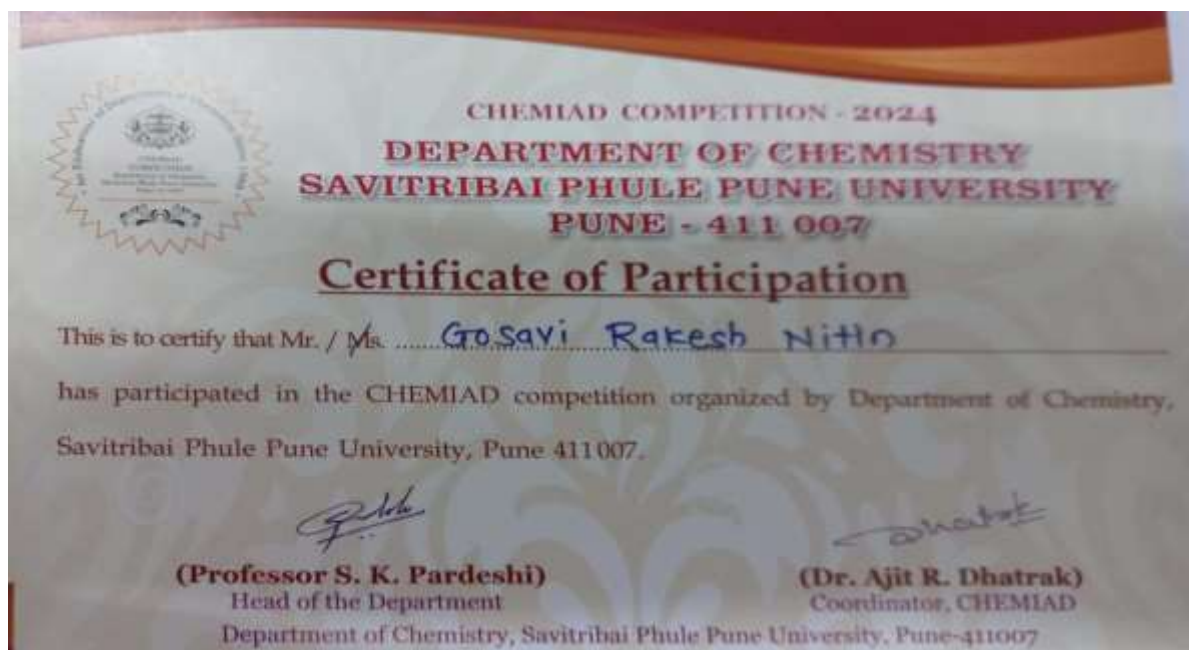 CHEMIAD COMPETITION - 2024
DEPARTMENT OF CHEMISTRY
SAVITRIBAI PHULE PUNE UNIVERSITY
PUNE - 411 007
Certificate of Participation
This is to certify that Mr. / Ms. Gosavi Rakesh Nitin
has participated in the CHEMIAD competition organized by Department of Chemistry,
Savitribai Phule Pune University, Pune 411007.
Dhatrak
(Professor S. K. Pardeshi) (Dr. Ajit R. Dhatrak)
Head of the Department Coordinator, CHEMIAD
Department of Chemistry, Savitribai Phule Pune University, Pune-411007